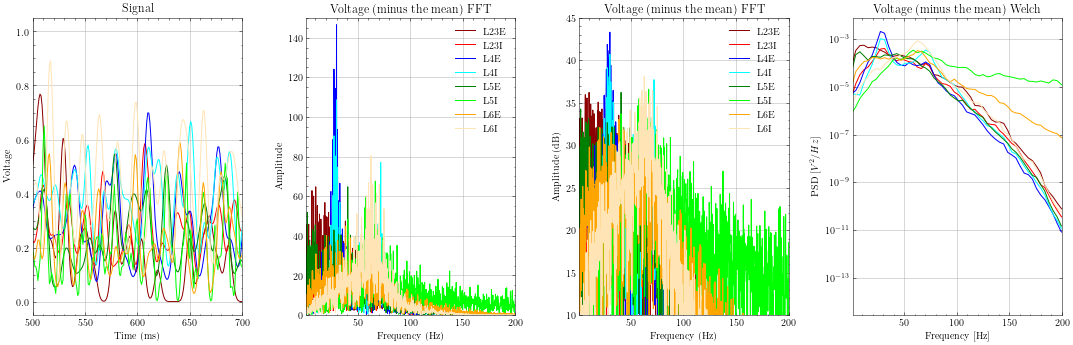 Signal
Voltage
1.0
0.8
0.6
0.4
0.2
0.0
500
550
600
650
700
Time (ms)
Voltage (minus the mean) FFT
Amplitude
140
120
100
80
60
40
20
0
50
100
150
200
Frequency (Hz)
L23E
L23I
L4E
L4I
L5E
L5I
L6E
L6I
Voltage (minus the mean) FFT
Amplitude (dB)
45
40
35
30
25
20
15
10
50
100
150
200
Frequency (Hz)
L23E
L23I
L4E
L4I
L5E
L5I
L6E
L6I
Voltage (minus the mean) Welch
PSD [V²/Hz]
10⁻³
10⁻⁵
10⁻⁷
10⁻⁹
10⁻¹¹
10⁻¹³
50
100
150
200
Frequency [Hz]